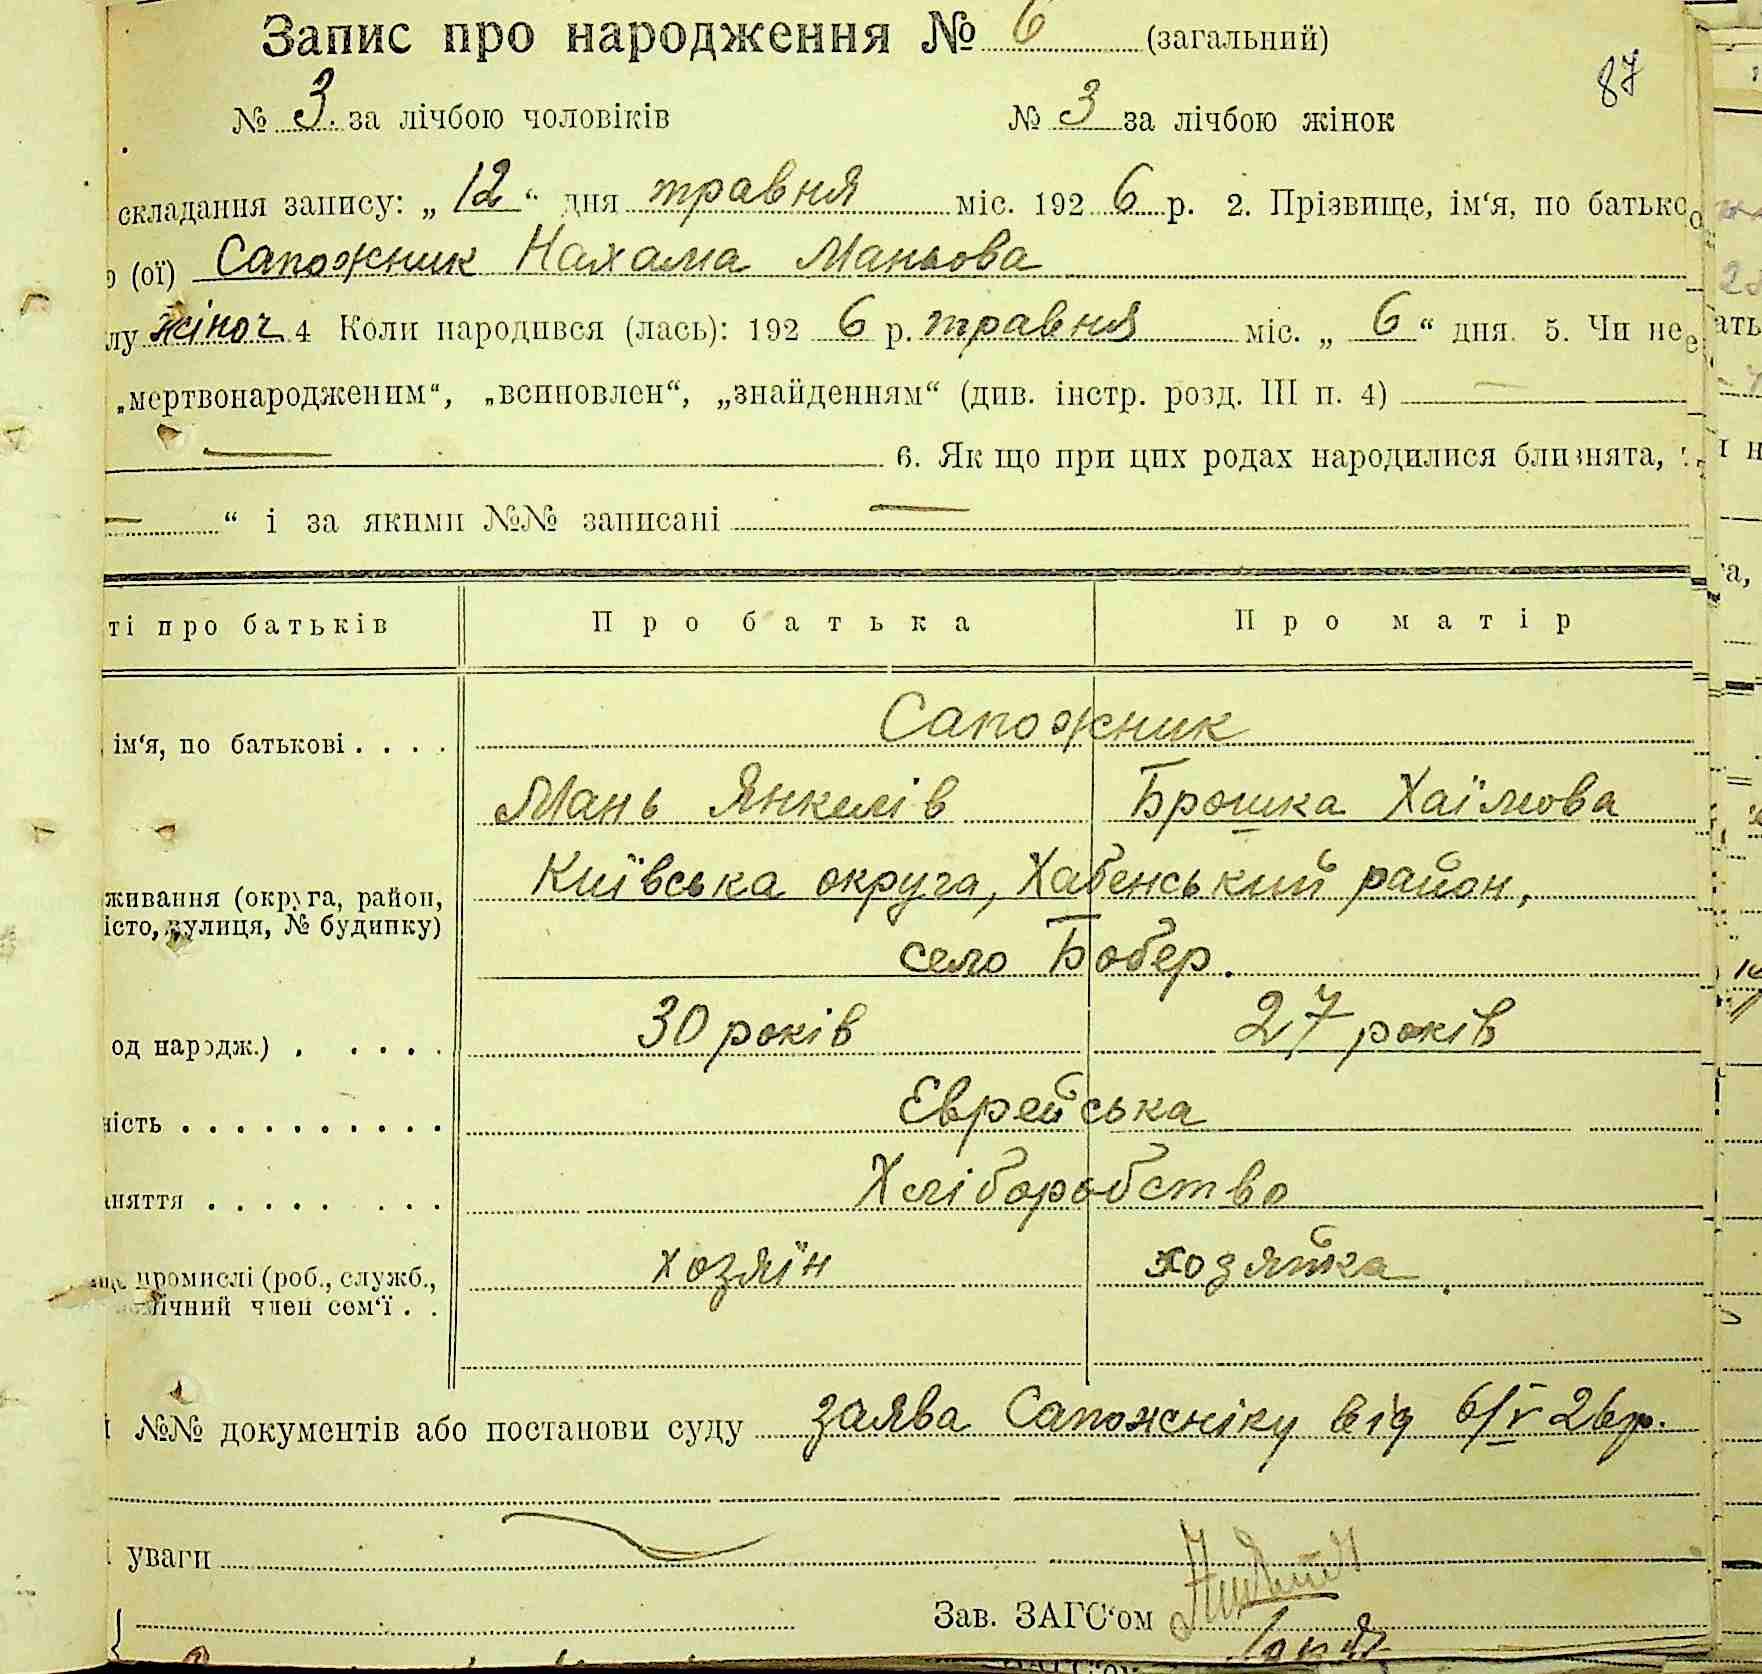 Запис про народження № 6 (загальний)
87
№ 3. за лічбою чоловіків № 3 за лічбою жінок
складання запису: „12“ дня травня міс. 1926 р. 2. Прізвище, ім‘я, по батько
(ої) Сапожник Нахама Маньова
лу жіноч. 4 Коли народився (лась): 1926 р. травня міс. „6“ дня. 5. Чи не
„мертвонародженим“, „всиновлен“, „знайденням“ (див. інстр. розд. III п. 4) —
— 6. Як що при цих родах народилися близнята,
— “ і за якими №№ записані —
ті про батьків Про батька Про матір
Сапожник
ім‘я, по батькові . . . .
Мань Янкелів Брошка Хаїмова
Київська округа, Хабенський район,
живання (округа, район,
істо, вулиця, № будинку)
село Бобер.
30 років 27 років
од народж.) . . . . .
Еврейська
ність . . . . . . . . . .
Хліборобство
няття . . . . . . . .
хозяїн хозяйка
промислі (роб., служб.,
ічний член сем‘ї . .
№№ документів або постанови суду заява Сапожніку від 6/V 26р.
уваги
Зав. ЗАГС‘ом